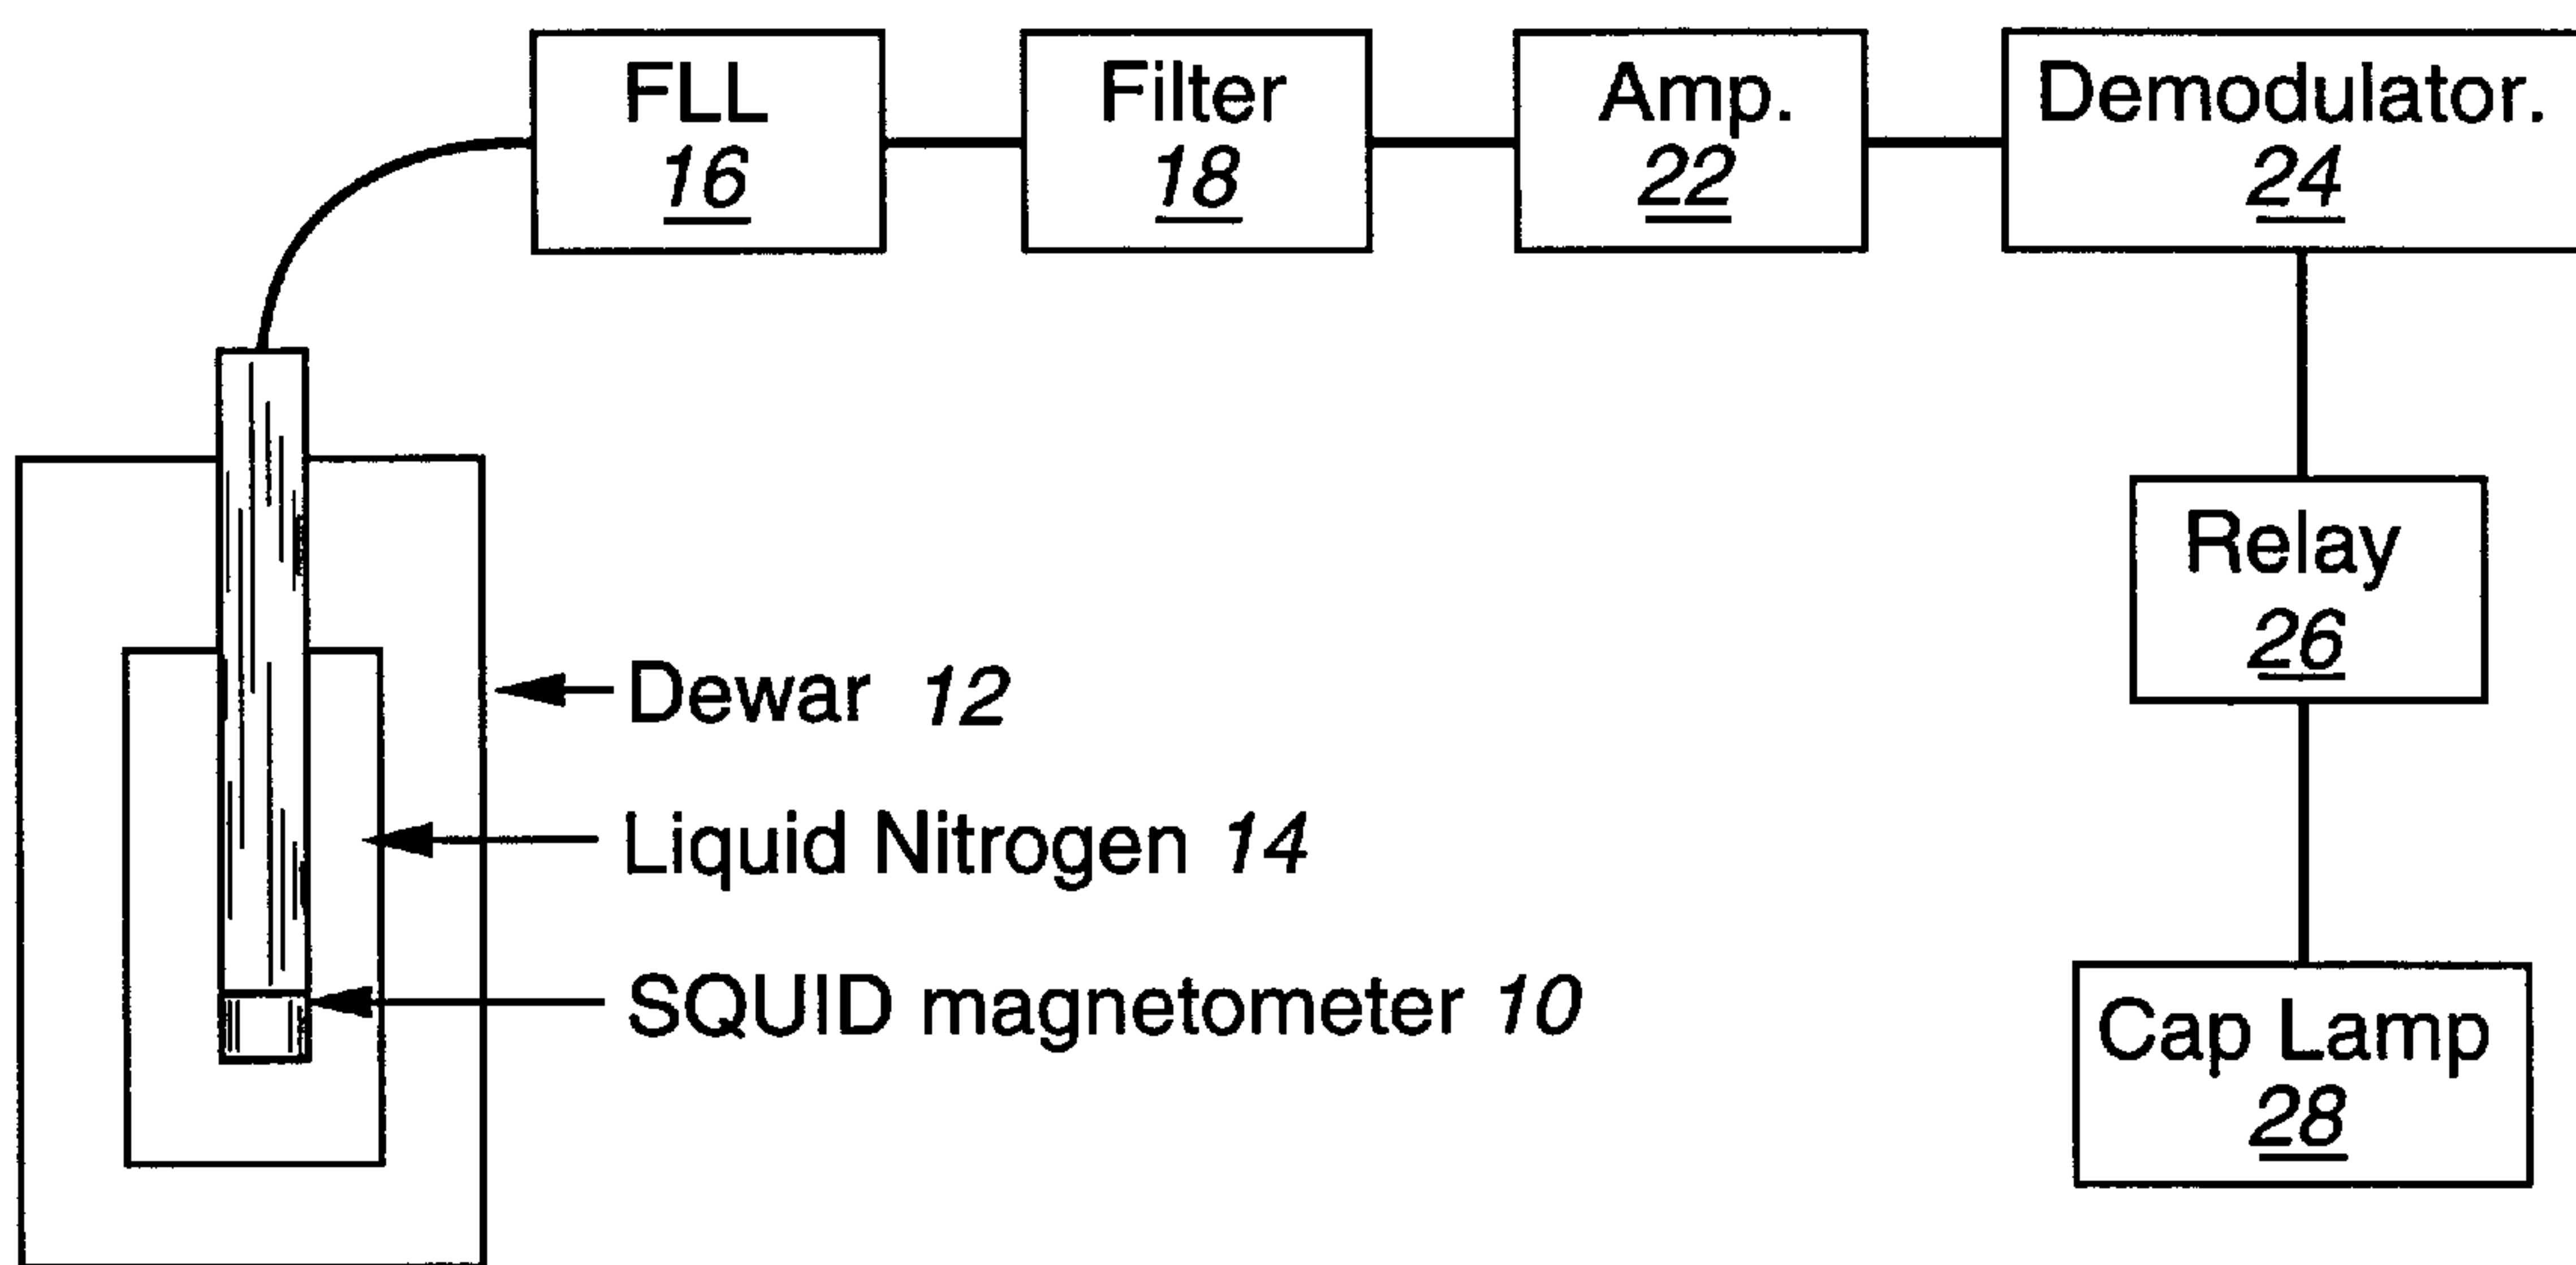 FLL
16
Filter
18
Amp.
22
Demodulator.
24
Relay
26
Dewar 12
Liquid Nitrogen 14
SQUID magnetometer 10
Cap Lamp
28